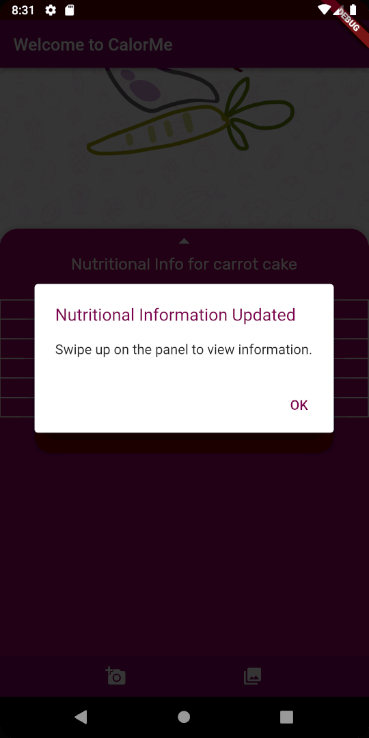 8:31
DEBUG
Welcome to CalorMe
Nutritional Info for carrot cake
Nutritional Information Updated
Swipe up on the panel to view information.
OK